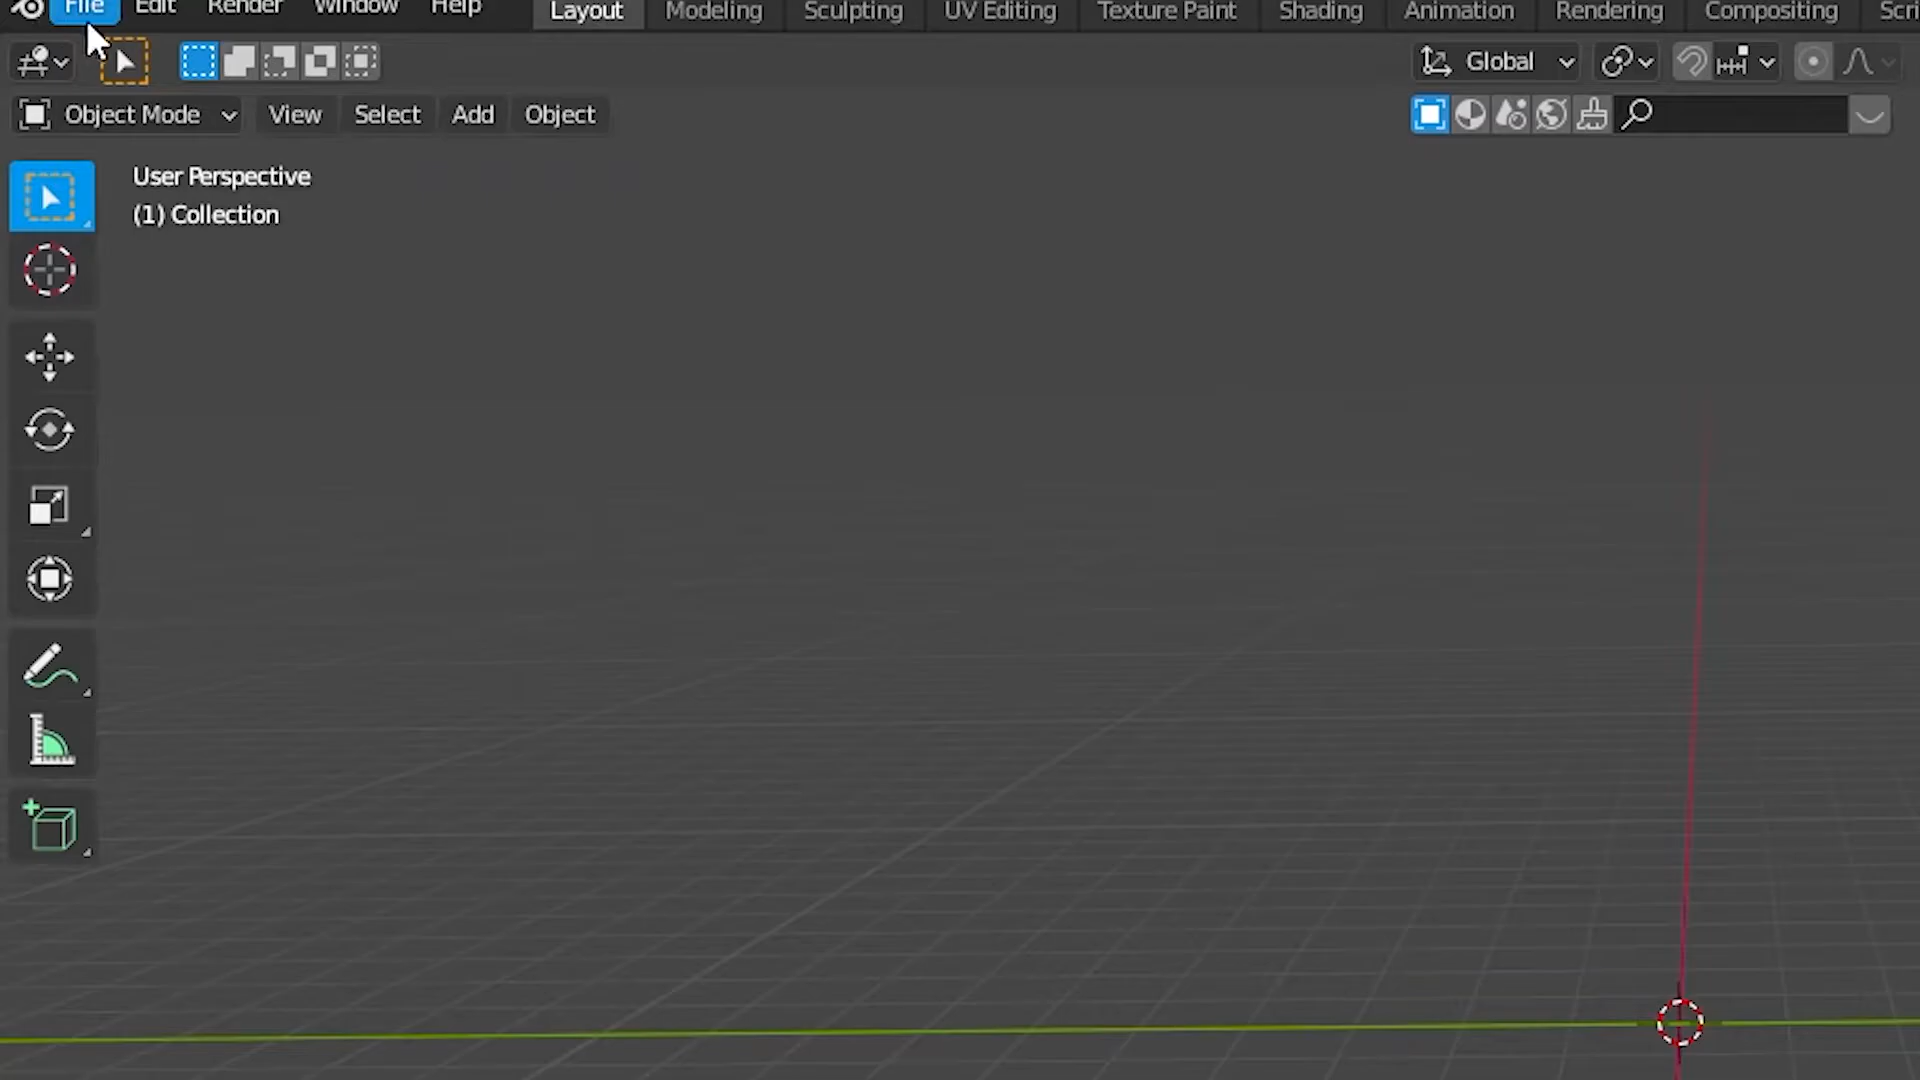 File Edit Render Window Help Layout Modeling Sculpting UV Editing Texture Paint Shading Animation Rendering Compositing Scri
Global
Object Mode View Select Add Object
User Perspective
(1) Collection